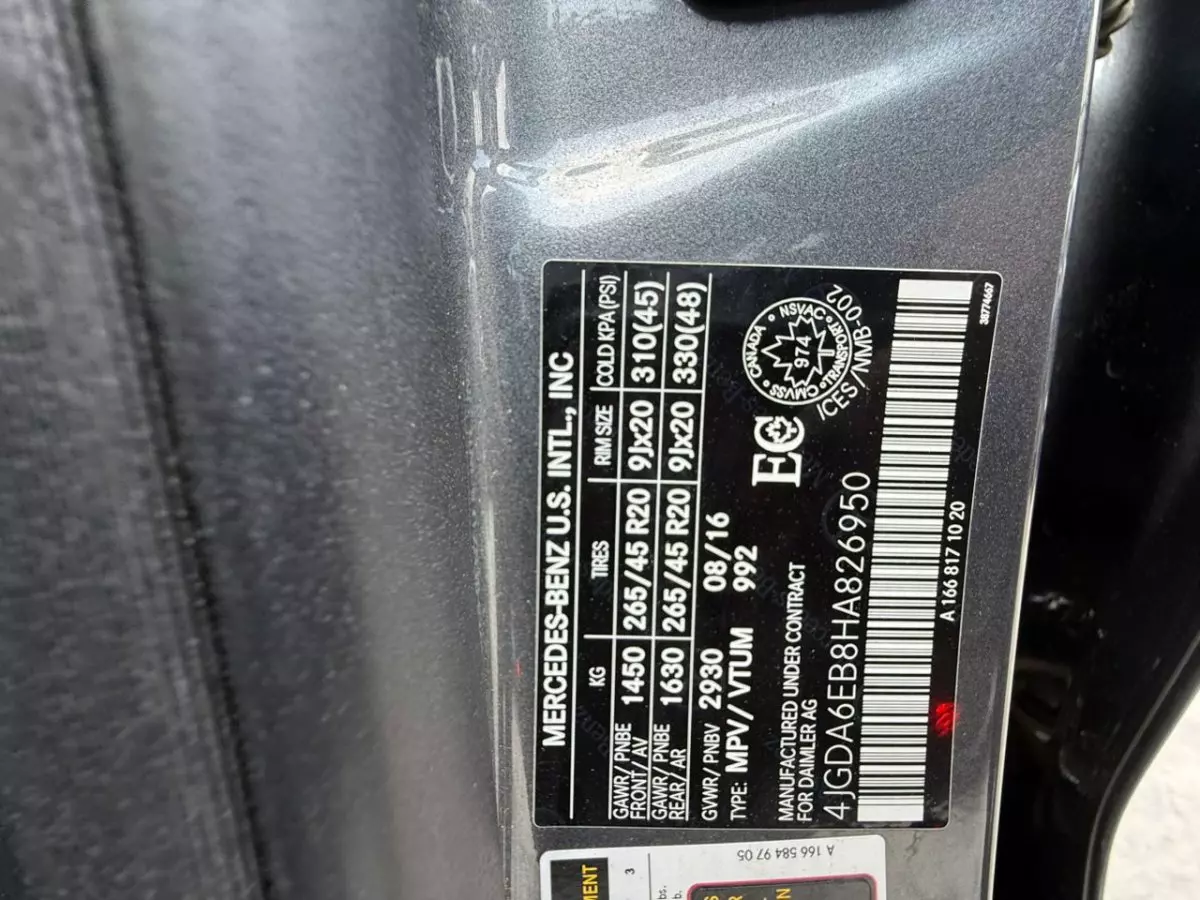 MERCEDES-BENZ U.S. INTL., INC
KG TIRES RIM SIZE COLD KPA (PSI)
GAWR/PNBE
FRONT/AV 1450 265/45 R20 9Jx20 310(45)
GAWR/PNBE
REAR/AR 1630 265/45 R20 9Jx20 330(48)
GVWR/PNBV 2930 08/16
TYPE: MPV/VTUM 992
MANUFACTURED UNDER CONTRACT
FOR DAIMLER AG
EC
CANADA
NSVAC
974
CMVSS
TRANSPORT
ICES/NMB-002
4JGDA6EB8HA826950
A 166 817 10 20
38774667
A 166 584 97 05
3